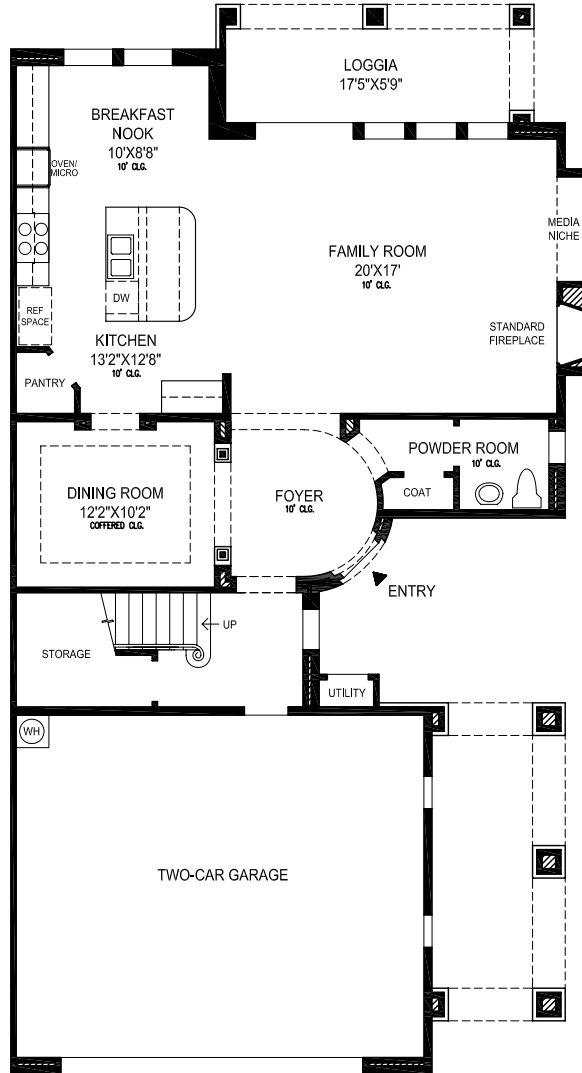 LOGGIA
17'5"X5'9"
BREAKFAST
NOOK
10'X8'8"
10' CLG.
OVEN/
MICRO
MEDIA
NICHE
FAMILY ROOM
20'X17'
10' CLG.
DW
REF
SPACE
STANDARD
FIREPLACE
KITCHEN
13'2"X12'8"
10' CLG.
PANTRY
POWDER ROOM
10' CLG.
COAT
DINING ROOM
12'2"X10'2"
COFFERED CLG.
FOYER
10' CLG.
ENTRY
UP
STORAGE
UTILITY
WH
TWO-CAR GARAGE